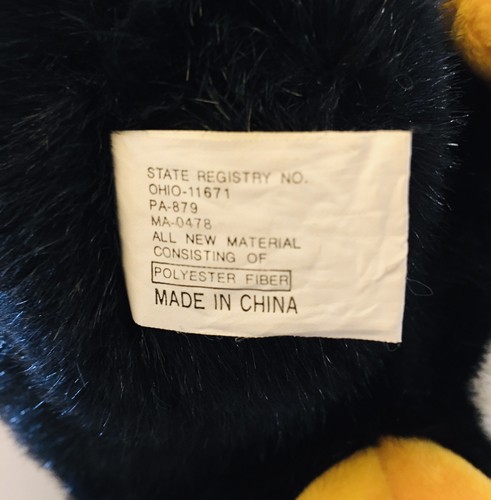 STATE REGISTRY NO.
OHIO-11671
PA-879
MA-0478
ALL NEW MATERIAL
CONSISTING OF
POLYESTER FIBER
MADE IN CHINA